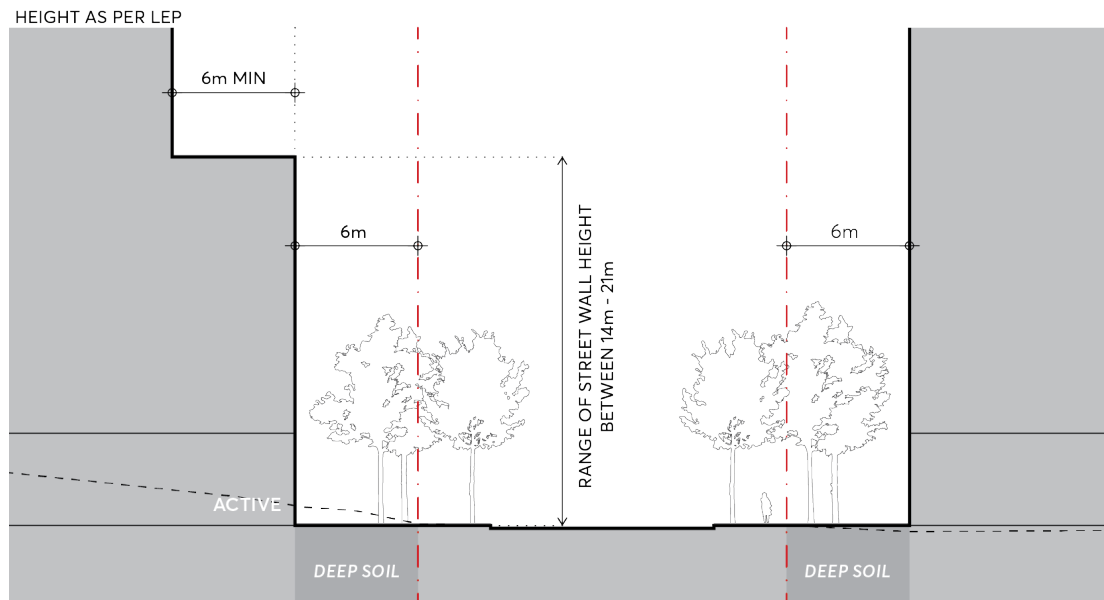 HEIGHT AS PER LEP
6m MIN
6m
6m
RANGE OF STREET WALL HEIGHT
BETWEEN 14m - 21m
ACTIVE
DEEP SOIL
DEEP SOIL